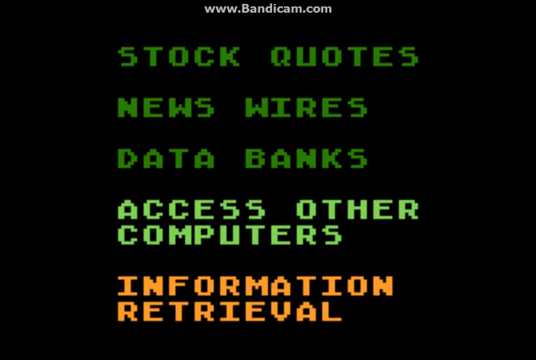 www.Bandicam.com
STOCK QUOTES
NEWS WIRES
DATA BANKS
ACCESS OTHER
COMPUTERS
INFORMATION
RETRIEVAL